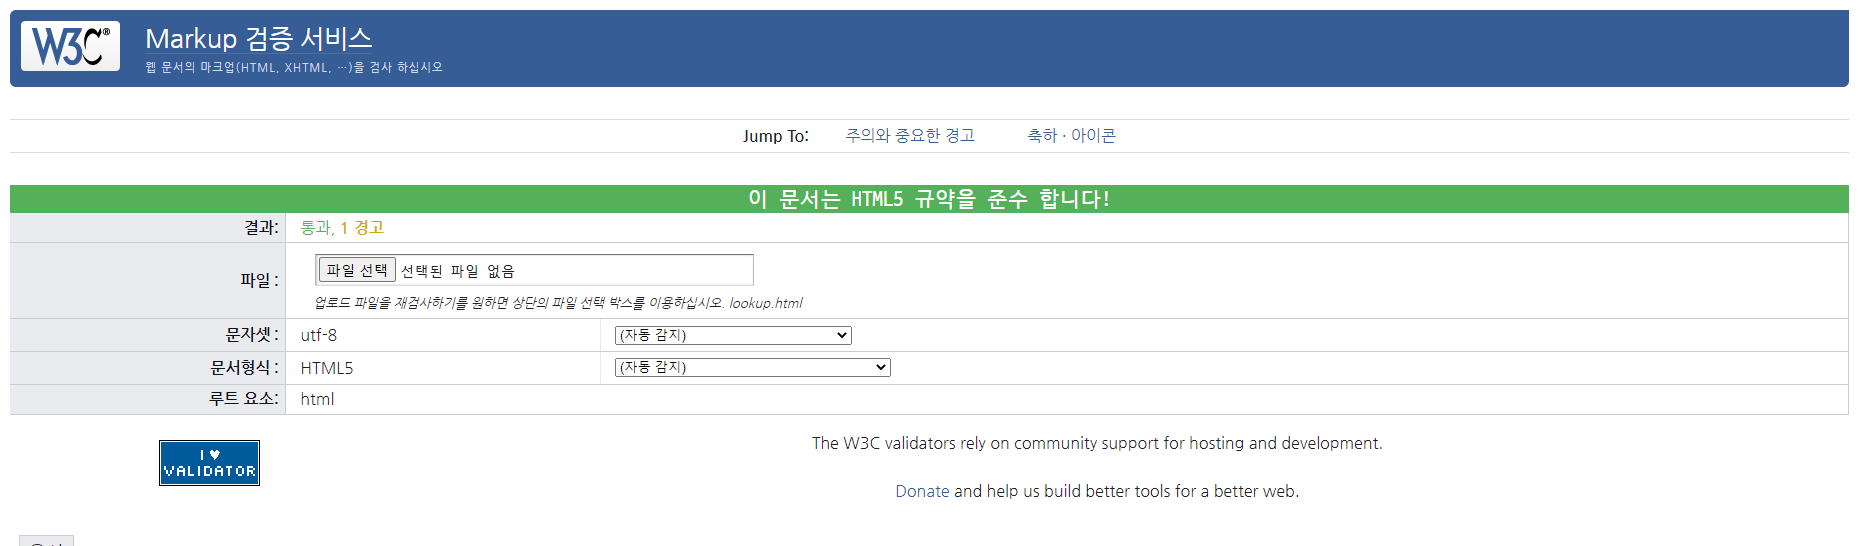 W3C®
Markup 검증 서비스
웹 문서의 마크업(HTML, XHTML, …)을 검사 하십시오
Jump To: 주의와 중요한 경고 축하 · 아이콘
이 문서는 HTML5 규약을 준수 합니다!
결과: 통과, 1 경고
파일 : 파일 선택 선택된 파일 없음
업로드 파일을 재검사하기를 원하면 상단의 파일 선택 박스를 이용하십시오. lookup.html
문자셋 : utf-8 (자동 감지)
문서형식 : HTML5 (자동 감지)
루트 요소: html
I ♥
VALIDATOR
The W3C validators rely on community support for hosting and development.
Donate and help us build better tools for a better web.